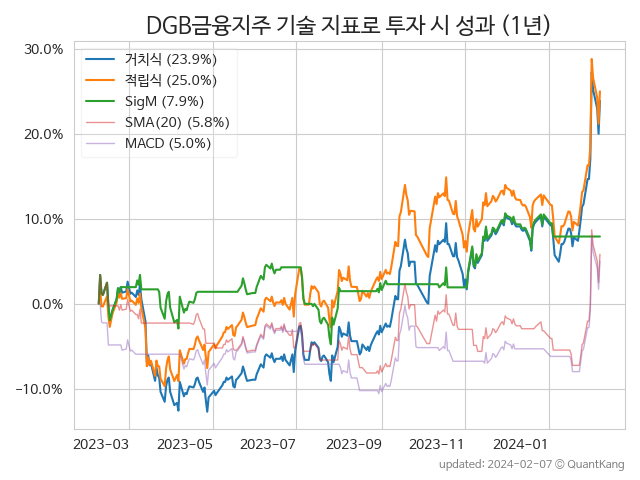 DGB금융지주 기술 지표로 투자 시 성과 (1년)
30.0%
20.0%
10.0%
0.0%
−10.0%
거치식 (23.9%)
적립식 (25.0%)
SigM (7.9%)
SMA(20) (5.8%)
MACD (5.0%)
2023-03 2023-05 2023-07 2023-09 2023-11 2024-01
updated: 2024-02-07 © QuantKang